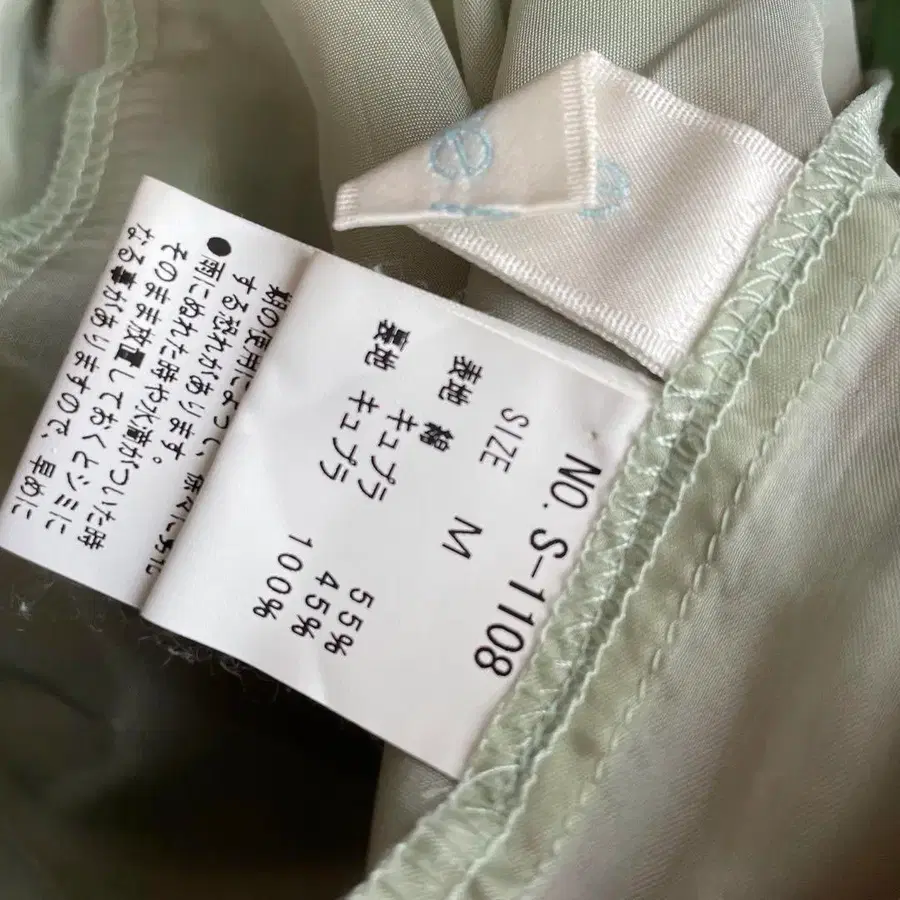 NO. S-1108
SIZE M
表地 綿 55%
キュプラ 45%
裏地 キュプラ 100%
する恐れがあります。
●雨にぬれた時や水滴がついた時
そのまま放置しておくとシミに
なる事がありますので、早めに